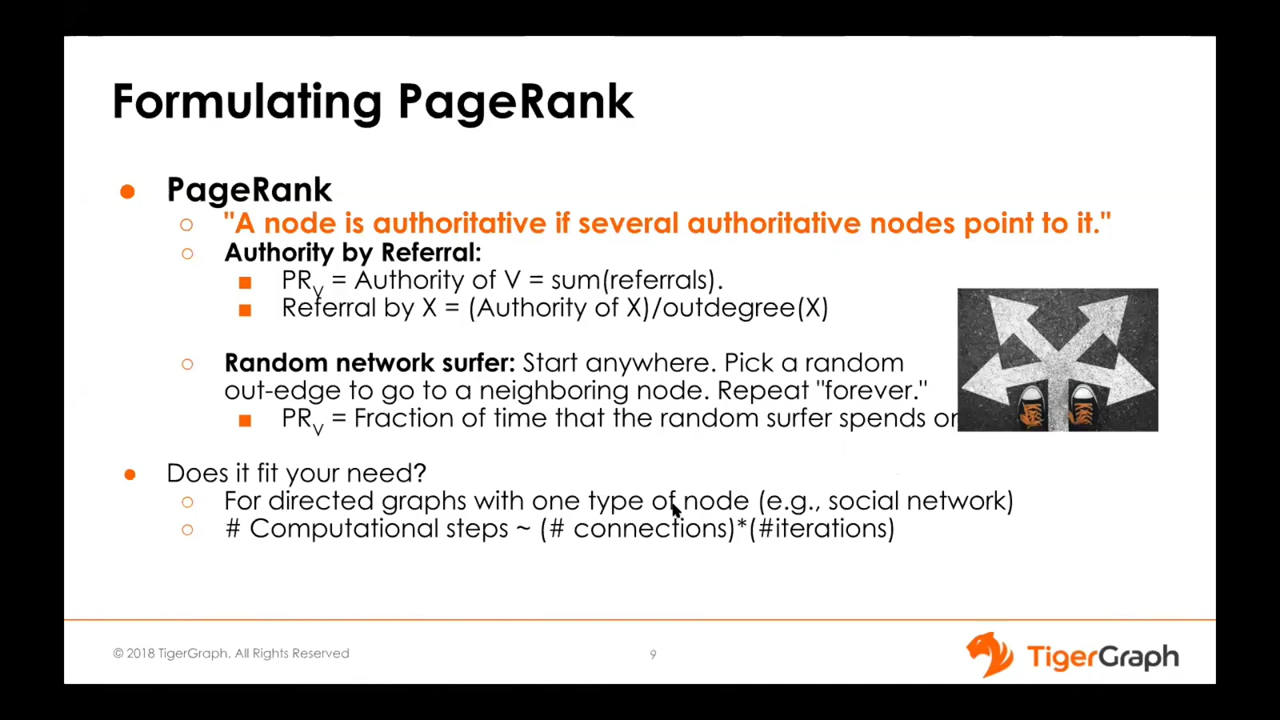 Formulating PageRank
● PageRank
○ "A node is authoritative if several authoritative nodes point to it."
○ Authority by Referral:
■ PRV = Authority of V = sum(referrals).
■ Referral by X = (Authority of X)/outdegree(X)
○ Random network surfer: Start anywhere. Pick a random
out-edge to go to a neighboring node. Repeat "forever."
■ PRV = Fraction of time that the random surfer spends
● Does it fit your need?
○ For directed graphs with one type of node (e.g., social network)
○ # Computational steps ~ (# connections)*(#iterations)
© 2018 TigerGraph. All Rights Reserved
9
TigerGraph